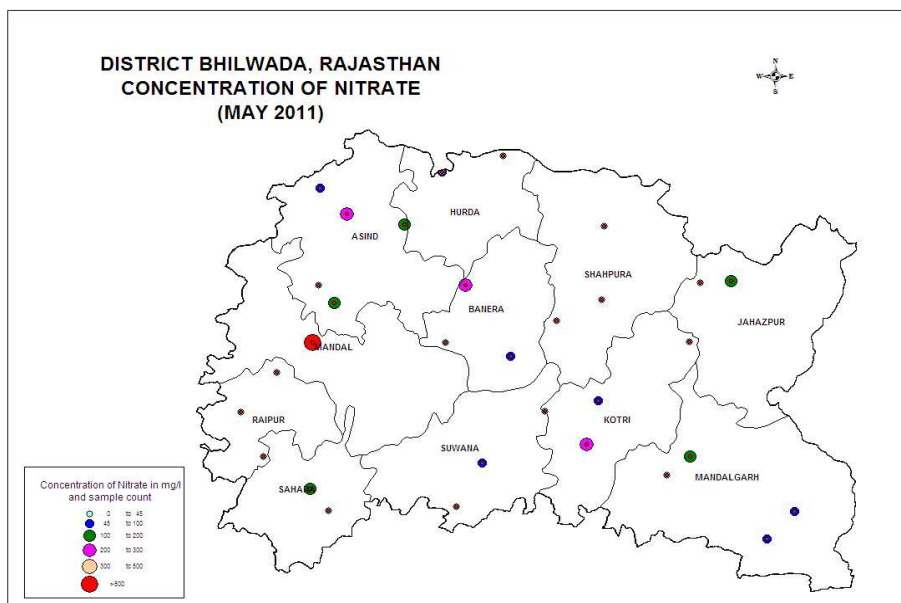 DISTRICT BHILWADA, RAJASTHAN
CONCENTRATION OF NITRATE
(MAY 2011)
N
W E
S
HURDA
ASIND
SHAHPURA
BANERA
JAHAZPUR
MANDAL
RAIPUR
KOTRI
SUWANA
MANDALGARH
SAHARA
Concentration of Nitrate in mg/l
and sample count
0 to 45
45 to 100
100 to 200
200 to 300
300 to 500
>500